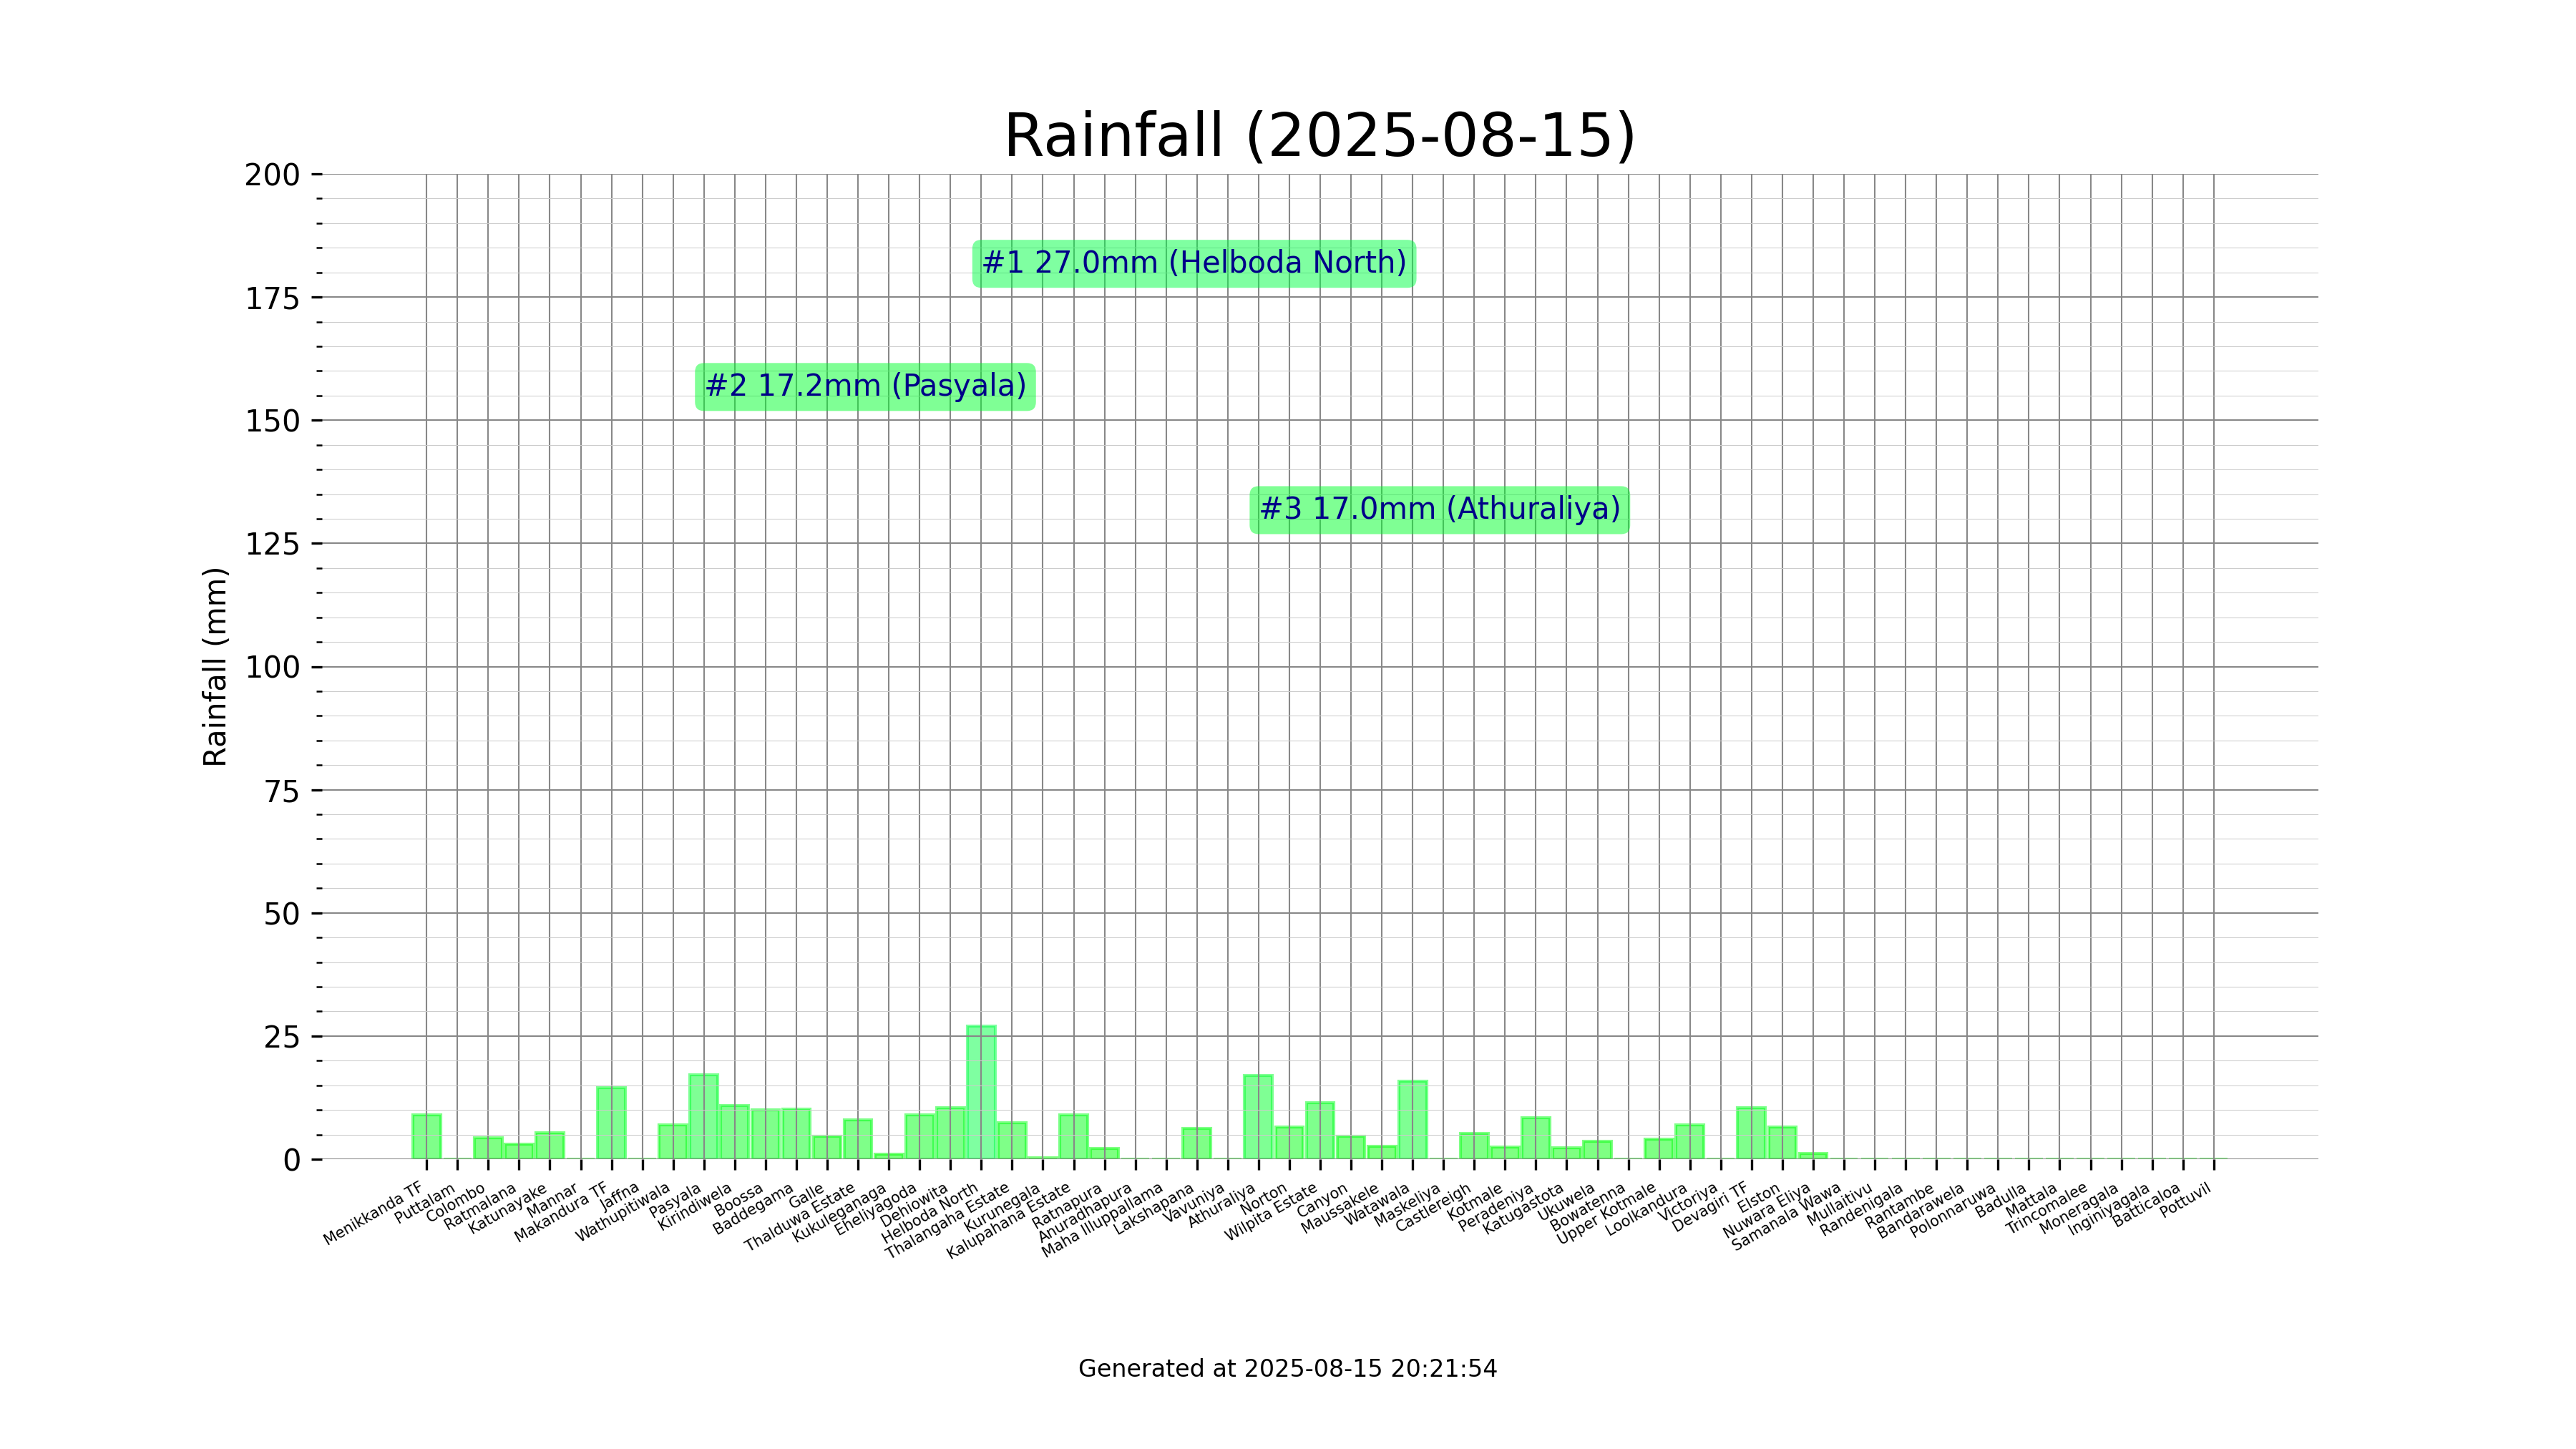 Rainfall (2025-08-15)
200
175
150
125
100
75
50
25
0
Rainfall (mm)
#1 27.0mm (Helboda North)
#2 17.2mm (Pasyala)
#3 17.0mm (Athuraliya)
Menikkanda TF
Puttalam
Colombo
Ratmalana
Katunayake
Mannar
Makandura TF
Jaffna
Wathupitiwala
Pasyala
Kirindiwela
Boossa
Baddegama
Galle
Thalduwa Estate
Kukuleganaga
Eheliyagoda
Dehiowita
Helboda North
Thalangaha Estate
Kurunegala
Kalupahana Estate
Ratnapura
Anuradhapura
Maha Illuppallama
Lakshapana
Vavuniya
Athuraliya
Norton
Wilpita Estate
Canyon
Maussakele
Watawala
Maskeliya
Castlereigh
Kotmale
Peradeniya
Katugastota
Ukuwela
Bowatenna
Upper Kotmale
Loolkandura
Victoriya
Devagiri TF
Elston
Nuwara Eliya
Samanala Wawa
Mullaitivu
Randenigala
Rantambe
Bandarawela
Polonnaruwa
Badulla
Mattala
Trincomalee
Moneragala
Inginiyagala
Batticaloa
Pottuvil
Generated at 2025-08-15 20:21:54